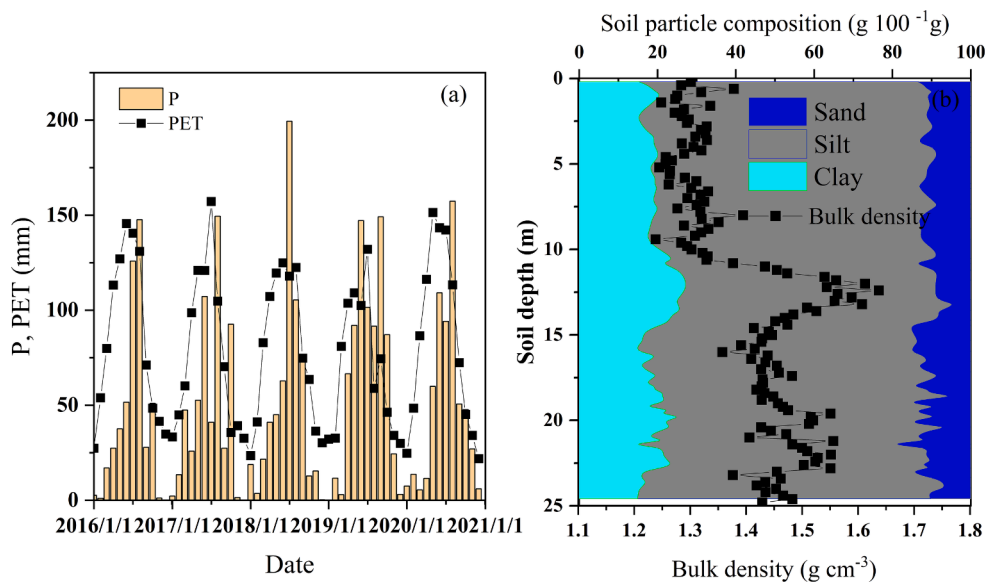 (a)
P
PET
200
150
100
50
0
P, PET (mm)
2016/1/1 2017/1/1 2018/1/1 2019/1/1 2020/1/1 2021/1/1
Date
Soil particle composition (g 100 -1g)
0 20 40 60 80 100
(b)
Sand
Silt
Clay
Bulk density
0
5
10
15
20
25
Soil depth (m)
1.1 1.2 1.3 1.4 1.5 1.6 1.7 1.8
Bulk density (g cm-3)